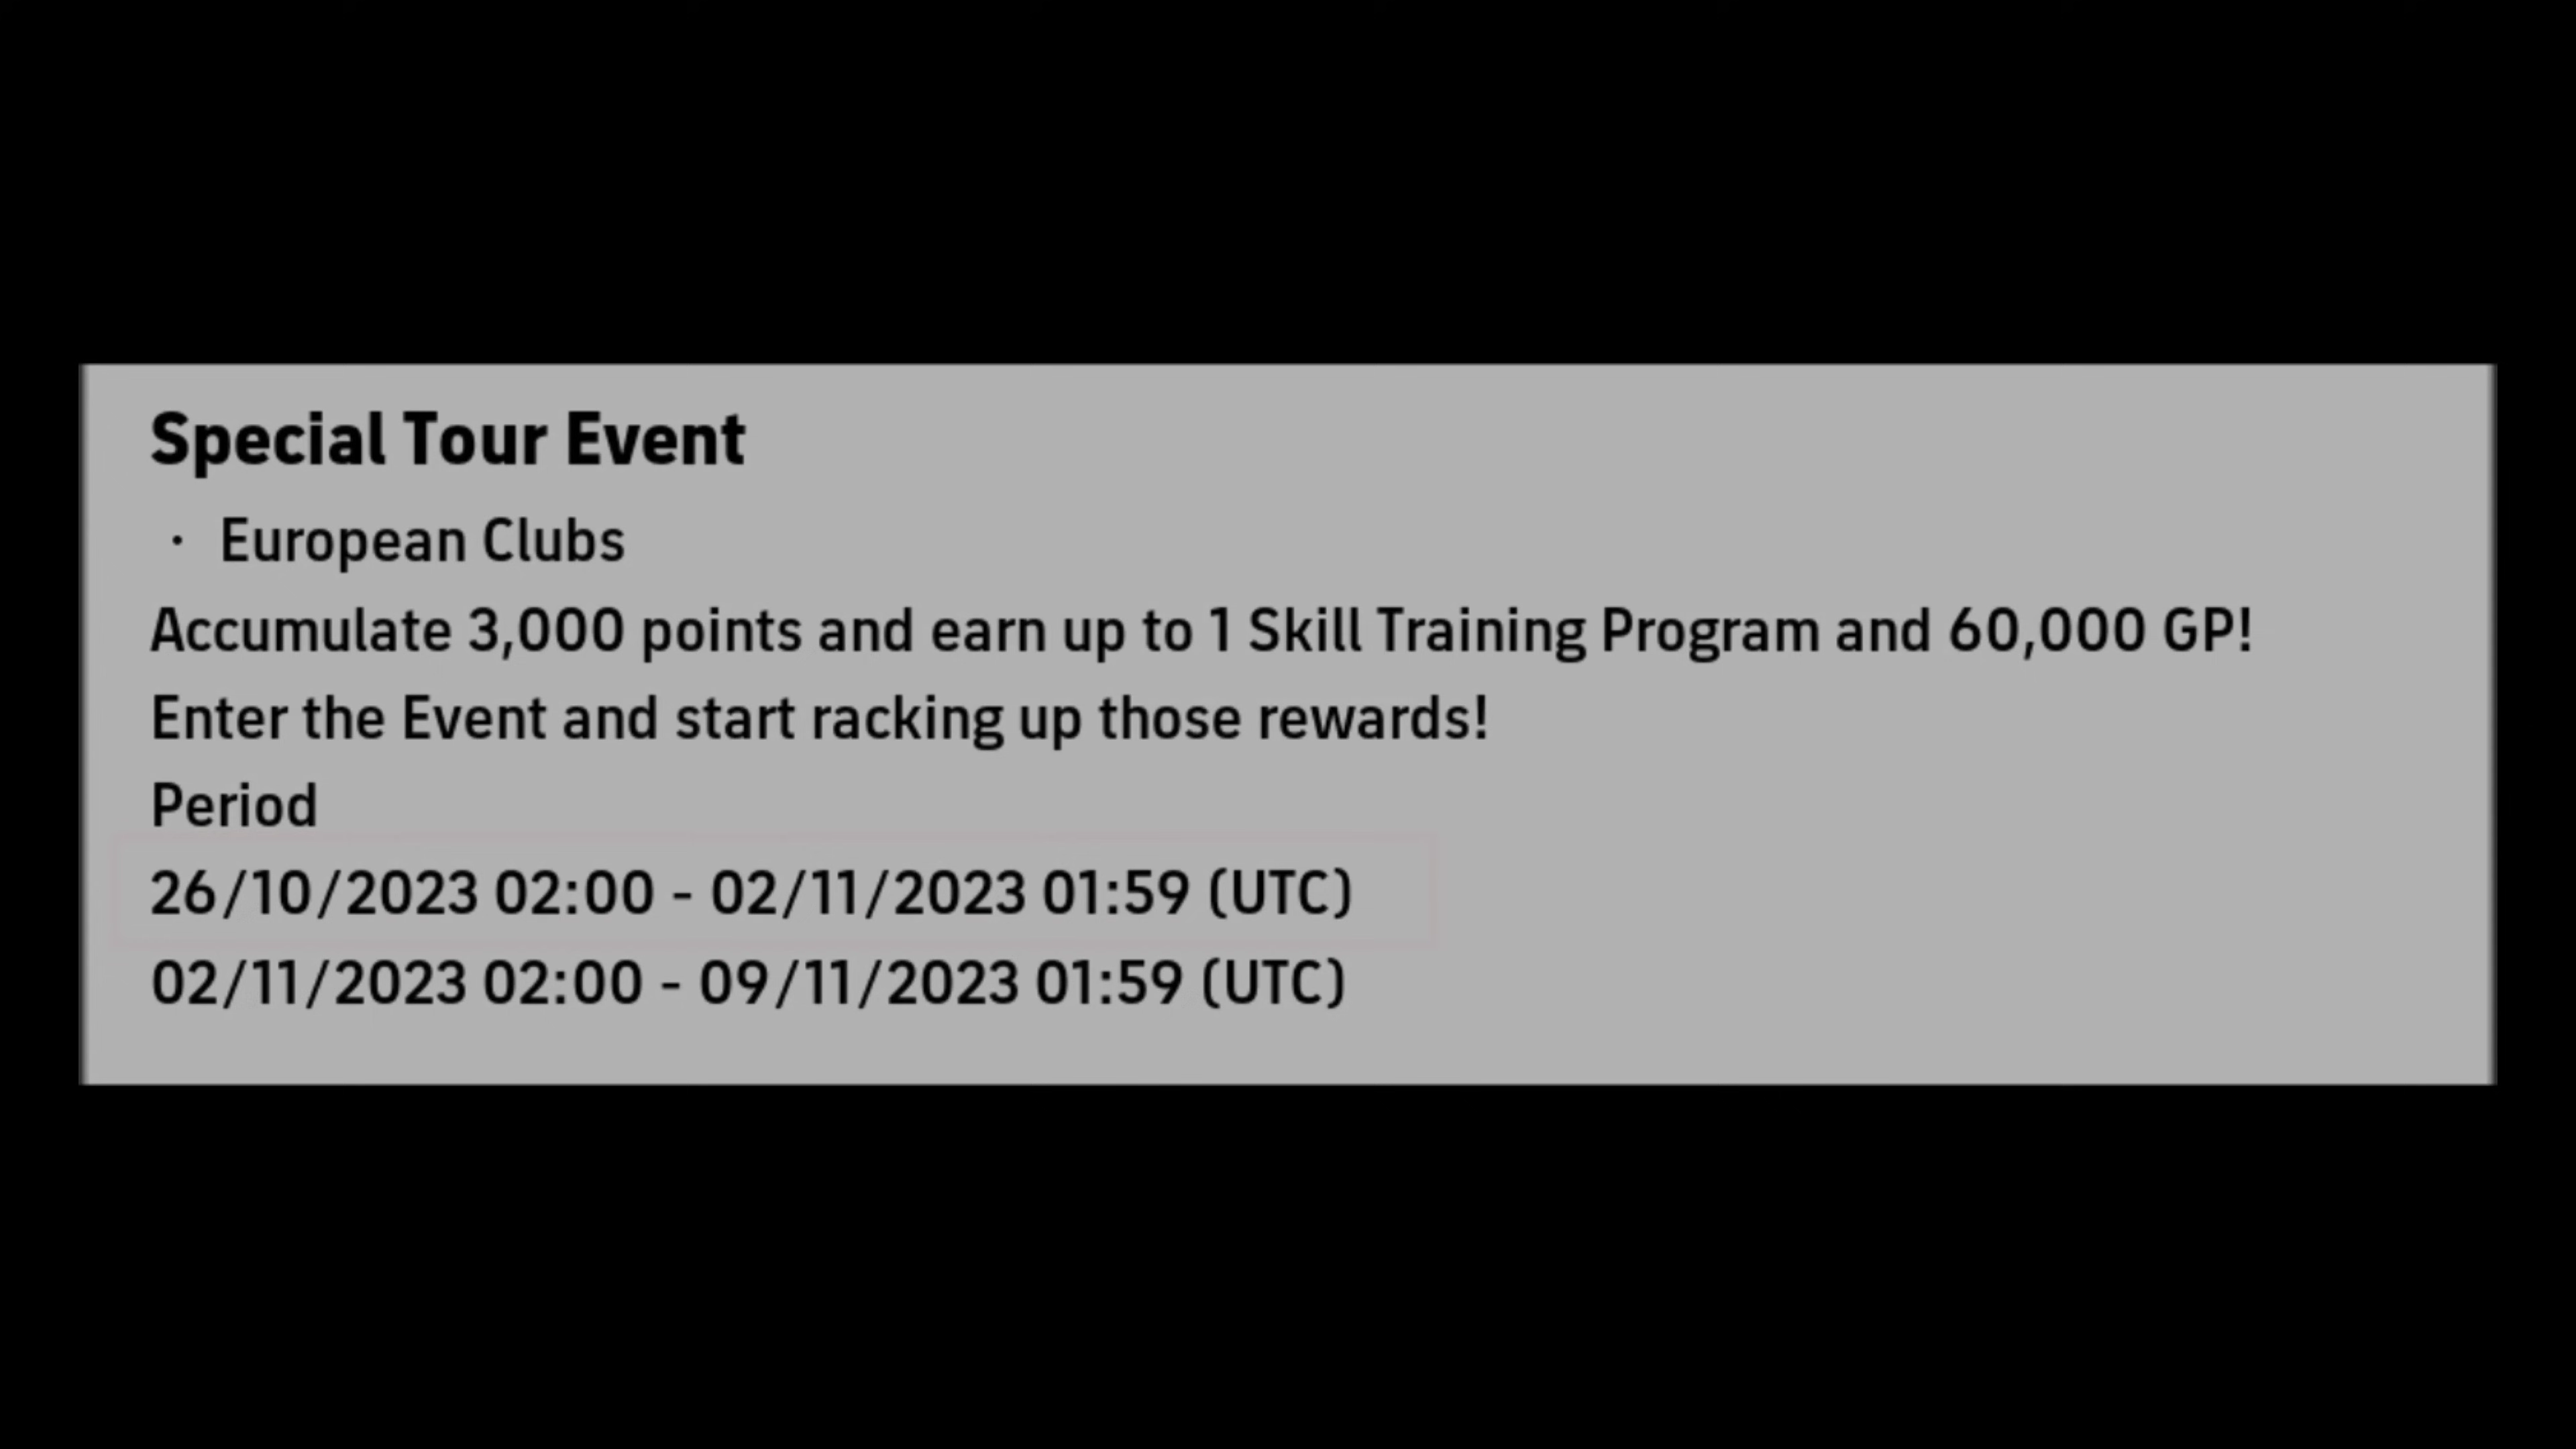 Special Tour Event
· European Clubs
Accumulate 3,000 points and earn up to 1 Skill Training Program and 60,000 GP!
Enter the Event and start racking up those rewards!
Period
26/10/2023 02:00 - 02/11/2023 01:59 (UTC)
02/11/2023 02:00 - 09/11/2023 01:59 (UTC)